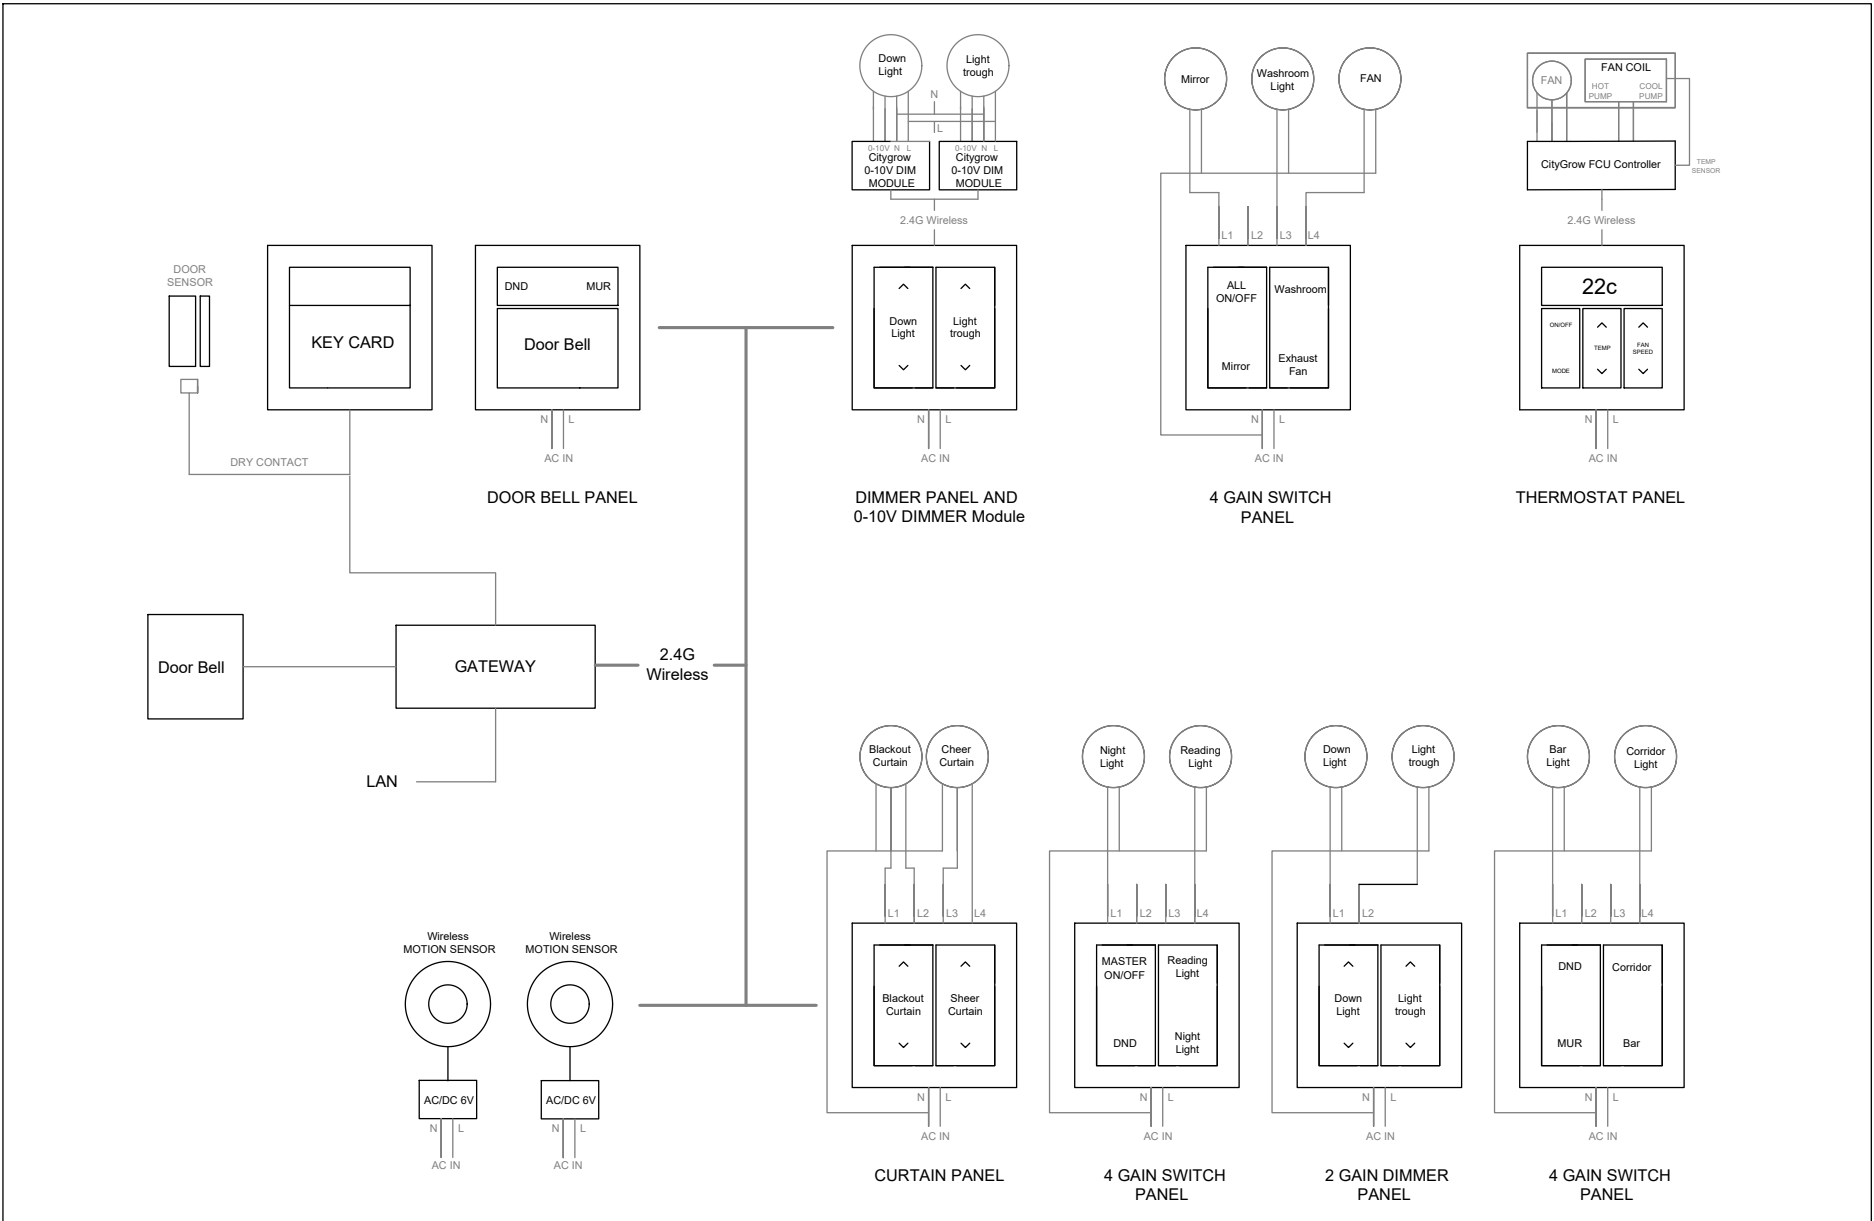 Down
Light
Light
trough
N
L
0-10V N L
Citygrow
0-10V DIM
MODULE
0-10V N L
Citygrow
0-10V DIM
MODULE
2.4G Wireless
Mirror
Washroom
Light
FAN
L1
L2
L3
L4
FAN
FAN COIL
HOT
PUMP
COOL
PUMP
CityGrow FCU Controller
TEMP
SENSOR
2.4G Wireless
DOOR
SENSOR
KEY CARD
DRY CONTACT
DND
MUR
Door Bell
N
L
AC IN
DOOR BELL PANEL
Down
Light
Light
trough
N
L
AC IN
DIMMER PANEL AND
0-10V DIMMER Module
ALL
ON/OFF
Washroom
Mirror
Exhaust
Fan
N
L
AC IN
4 GAIN SWITCH
PANEL
22c
ON/OFF
MODE
TEMP
FAN
SPEED
N
L
AC IN
THERMOSTAT PANEL
Door Bell
GATEWAY
2.4G
Wireless
LAN
Wireless
MOTION SENSOR
AC/DC 6V
N
L
AC IN
Wireless
MOTION SENSOR
AC/DC 6V
N
L
AC IN
Blackout
Curtain
Cheer
Curtain
L1
L2
L3
L4
Blackout
Curtain
Sheer
Curtain
N
L
AC IN
CURTAIN PANEL
Night
Light
Reading
Light
L1
L2
L3
L4
MASTER
ON/OFF
Reading
Light
DND
Night
Light
N
L
AC IN
4 GAIN SWITCH
PANEL
Down
Light
Light
trough
L1
L2
Down
Light
Light
trough
N
L
AC IN
2 GAIN DIMMER
PANEL
Bar
Light
Corridor
Light
L1
L2
L3
L4
DND
Corridor
MUR
Bar
N
L
AC IN
4 GAIN SWITCH
PANEL